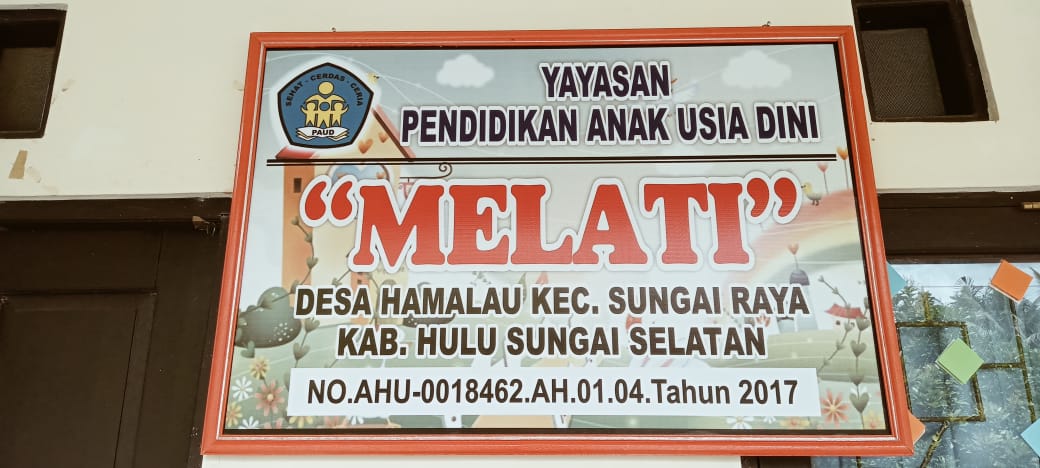 SEHAT - CERDAS - CERIA
PAUD
YAYASAN
PENDIDIKAN ANAK USIA DINI
"MELATI"
DESA HAMALAU KEC. SUNGAI RAYA
KAB. HULU SUNGAI SELATAN
NO.AHU-0018462.AH.01.04.Tahun 2017